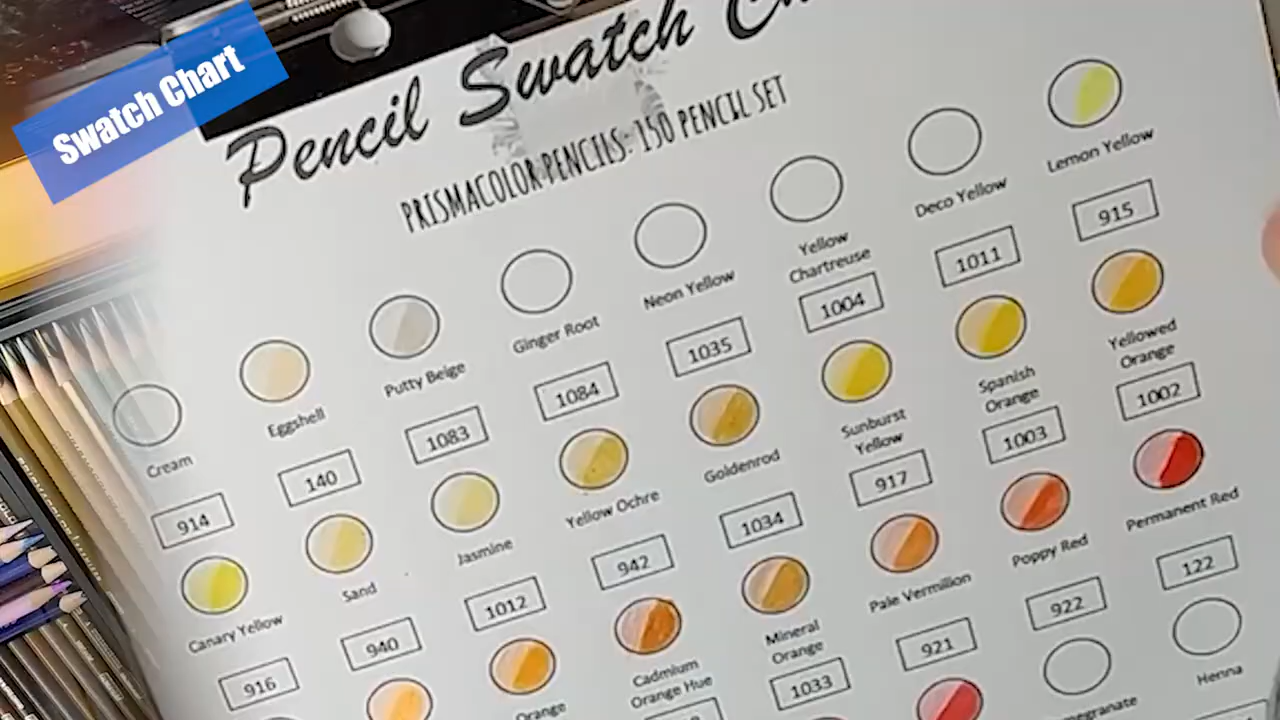 Swatch Chart
Pencil Swatch
PRISMACOLOR PENCILS: 150 PENCIL SET
Cream
Eggshell
Putty Beige
Ginger Root
Neon Yellow
Yellow
Chartreuse
Deco Yellow
Lemon Yellow
914
140
1083
1084
1035
1004
1011
915
Canary Yellow
Sand
Jasmine
Yellow Ochre
Goldenrod
Sunburst
Yellow
Spanish
Orange
Yellowed
Orange
916
940
1012
942
1034
917
1003
1002
Orange
Cadmium
Orange Hue
Mineral
Orange
Pale Vermilion
Poppy Red
Permanent Red
1033
921
922
122
Henna